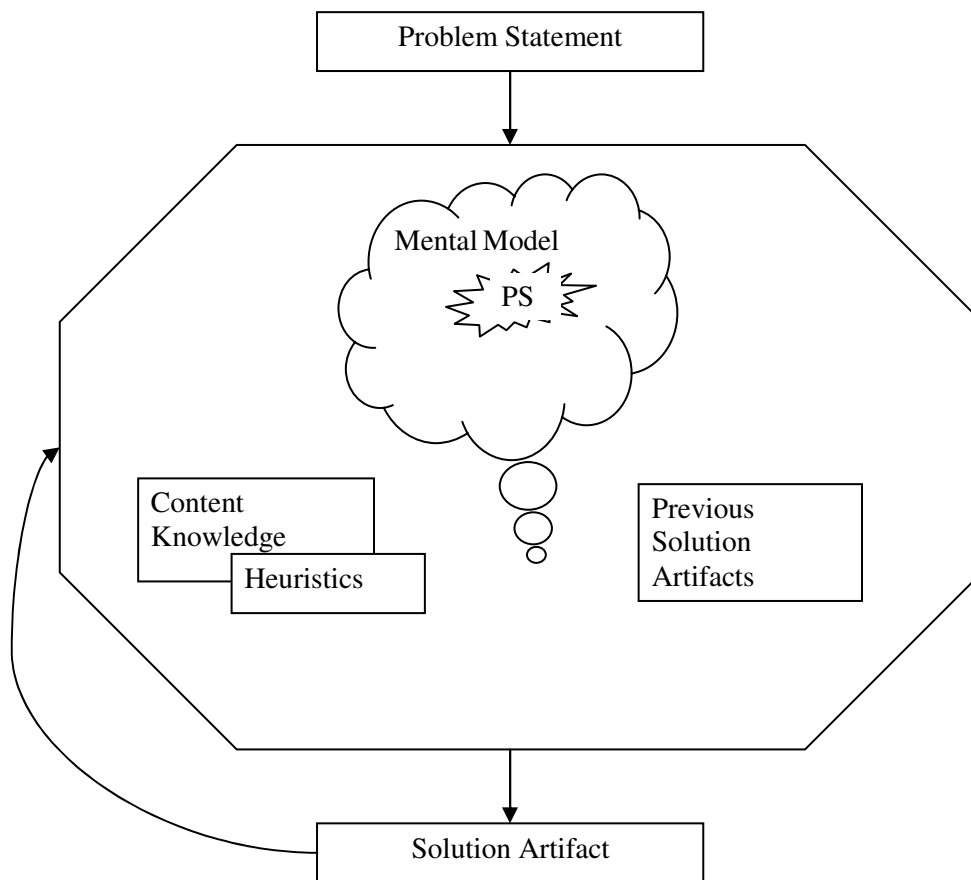 Problem Statement
Mental Model
PS
Content
Knowledge
Heuristics
Previous
Solution
Artifacts
Solution Artifact